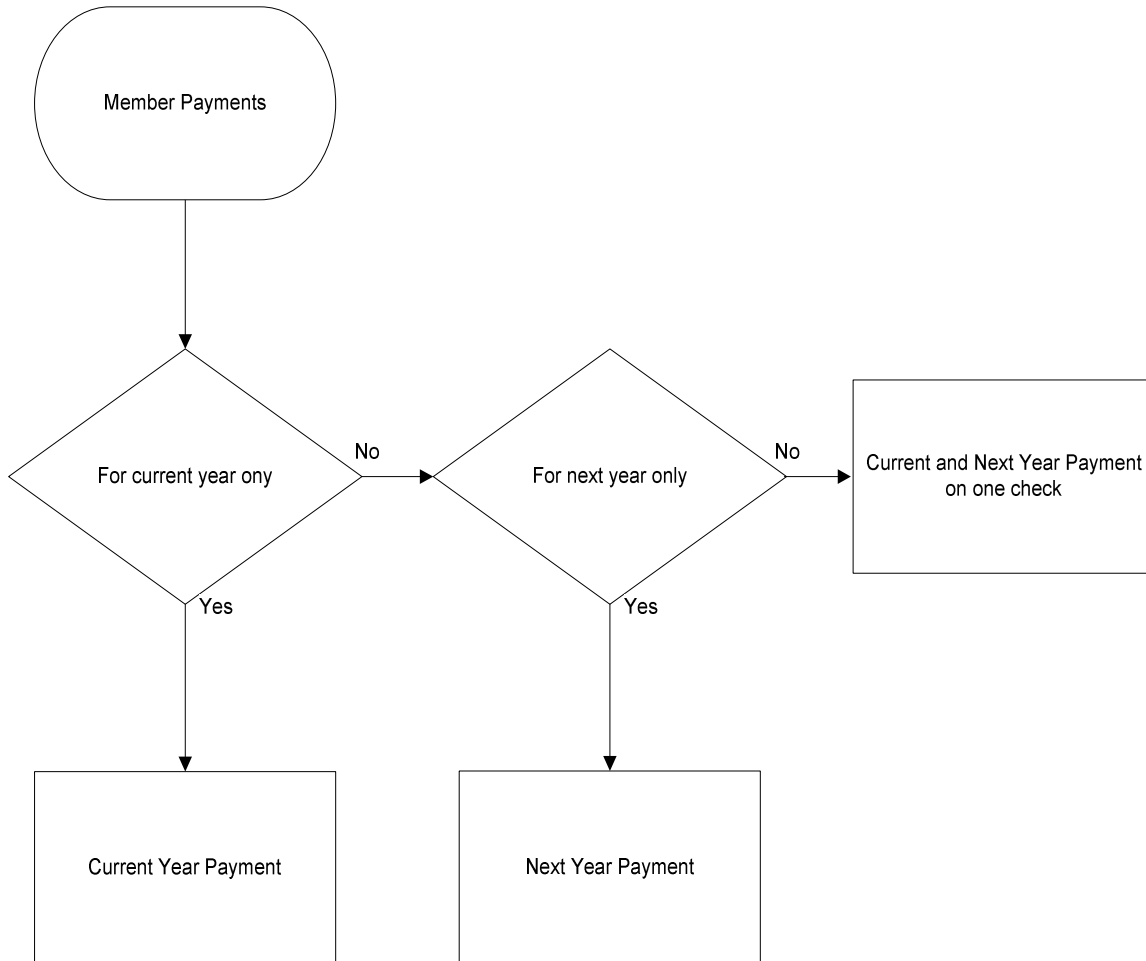 Member Payments
For current year ony
No
For next year only
No
Current and Next Year Payment
on one check
Yes
Yes
Current Year Payment
Next Year Payment